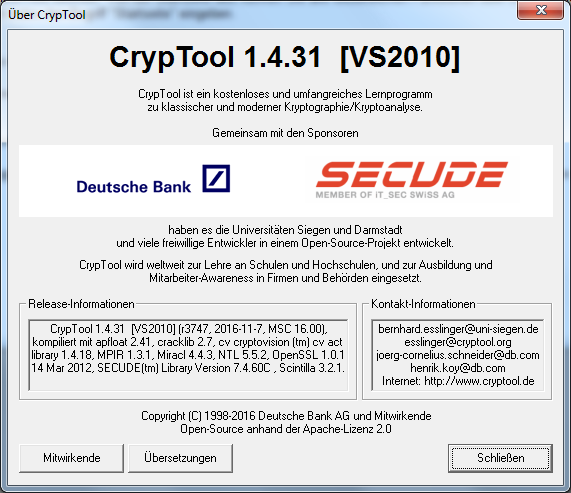 Über CrypTool
CrypTool 1.4.31 [VS2010]
CrypTool ist ein kostenloses und umfangreiches Lernprogramm
zu klassischer und moderner Kryptographie/Kryptoanalyse.
Gemeinsam mit den Sponsoren
Deutsche Bank
SECUDE
MEMBER OF iT_SEC SWiSS AG
haben es die Universitäten Siegen und Darmstadt
und viele freiwillige Entwickler in einem Open-Source-Projekt entwickelt.
CrypTool wird weltweit zur Lehre an Schulen und Hochschulen, und zur Ausbildung und
Mitarbeiter-Awareness in Firmen und Behörden eingesetzt.
Release-Informationen
CrypTool 1.4.31 [VS2010] (r3747, 2016-11-7, MSC 16.00),
kompiliert mit apfloat 2.41, cracklib 2.7, cv cryptovision (tm) cv act
library 1.4.18, MPIR 1.3.1, Miracl 4.4.3, NTL 5.5.2, OpenSSL 1.0.1
14 Mar 2012, SECUDE(tm) Library Version 7.4.60C , Scintilla 3.2.1.
Kontakt-Informationen
bernhard.esslinger@uni-siegen.de
esslinger@cryptool.org
joerg-cornelius.schneider@db.com
henrik.koy@db.com
Internet: http://www.cryptool.de
Copyright (C) 1998-2016 Deutsche Bank AG und Mitwirkende
Open-Source anhand der Apache-Lizenz 2.0
Mitwirkende
Übersetzungen
Schließen